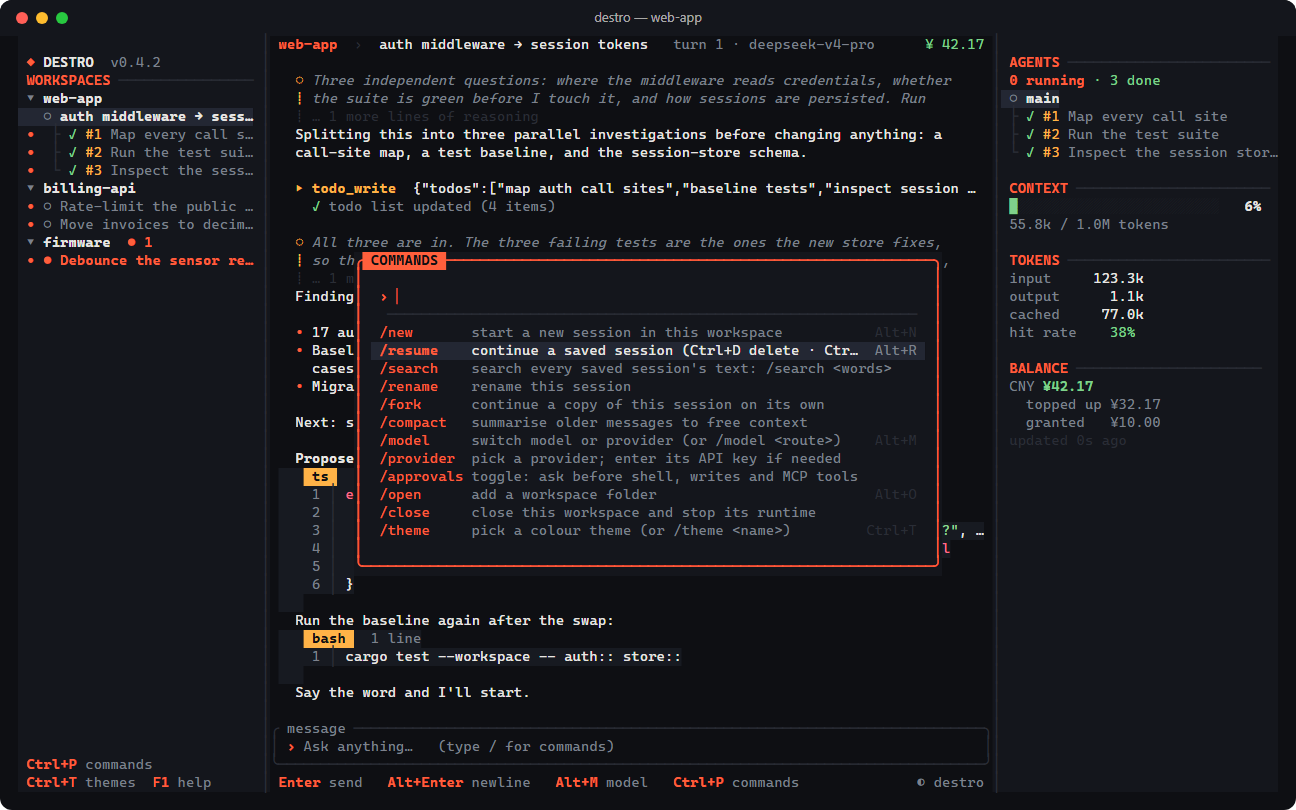 destro — web-app
◆ DESTRO v0.4.2
WORKSPACES
▾ web-app
○ auth middleware → sess…
• ✓ #1 Map every call s…
• ✓ #2 Run the test sui…
• ✓ #3 Inspect the sess…
▾ billing-api
• ○ Rate-limit the public …
• ○ Move invoices to decim…
▾ firmware ● 1
• ● Debounce the sensor re…
Ctrl+P commands
Ctrl+T themes F1 help
web-app › auth middleware → session tokens turn 1 · deepseek-v4-pro ¥ 42.17
○ Three independent questions: where the middleware reads credentials, whether
the suite is green before I touch it, and how sessions are persisted. Run
… 1 more lines of reasoning
Splitting this into three parallel investigations before changing anything: a
call-site map, a test baseline, and the session-store schema.
▸ todo_write {"todos":["map auth call sites","baseline tests","inspect session …
✓ todo list updated (4 items)
○ All three are in. The three failing tests are the ones the new store fixes,
so th
,
… 1 m
Finding
• 17 au
• Basel
cases
• Migra
Next: s
Propose
ts
1 e
2
3 ?", …
4 l
5
6 }
COMMANDS
›
/new start a new session in this workspace Alt+N
/resume continue a saved session (Ctrl+D delete · Ctr… Alt+R
/search search every saved session's text: /search <words>
/rename rename this session
/fork continue a copy of this session on its own
/compact summarise older messages to free context
/model switch model or provider (or /model <route>) Alt+M
/provider pick a provider; enter its API key if needed
/approvals toggle: ask before shell, writes and MCP tools
/open add a workspace folder Alt+O
/close close this workspace and stop its runtime
/theme pick a colour theme (or /theme <name>) Ctrl+T
Run the baseline again after the swap:
bash 1 line
1 cargo test --workspace -- auth:: store::
Say the word and I'll start.
message
› Ask anything… (type / for commands)
Enter send Alt+Enter newline Alt+M model Ctrl+P commands ◐ destro
AGENTS
0 running · 3 done
○ main
✓ #1 Map every call site
✓ #2 Run the test suite
✓ #3 Inspect the session stor…
CONTEXT
6%
55.8k / 1.0M tokens
TOKENS
input 123.3k
output 1.1k
cached 77.0k
hit rate 38%
BALANCE
CNY ¥42.17
topped up ¥32.17
granted ¥10.00
updated 0s ago